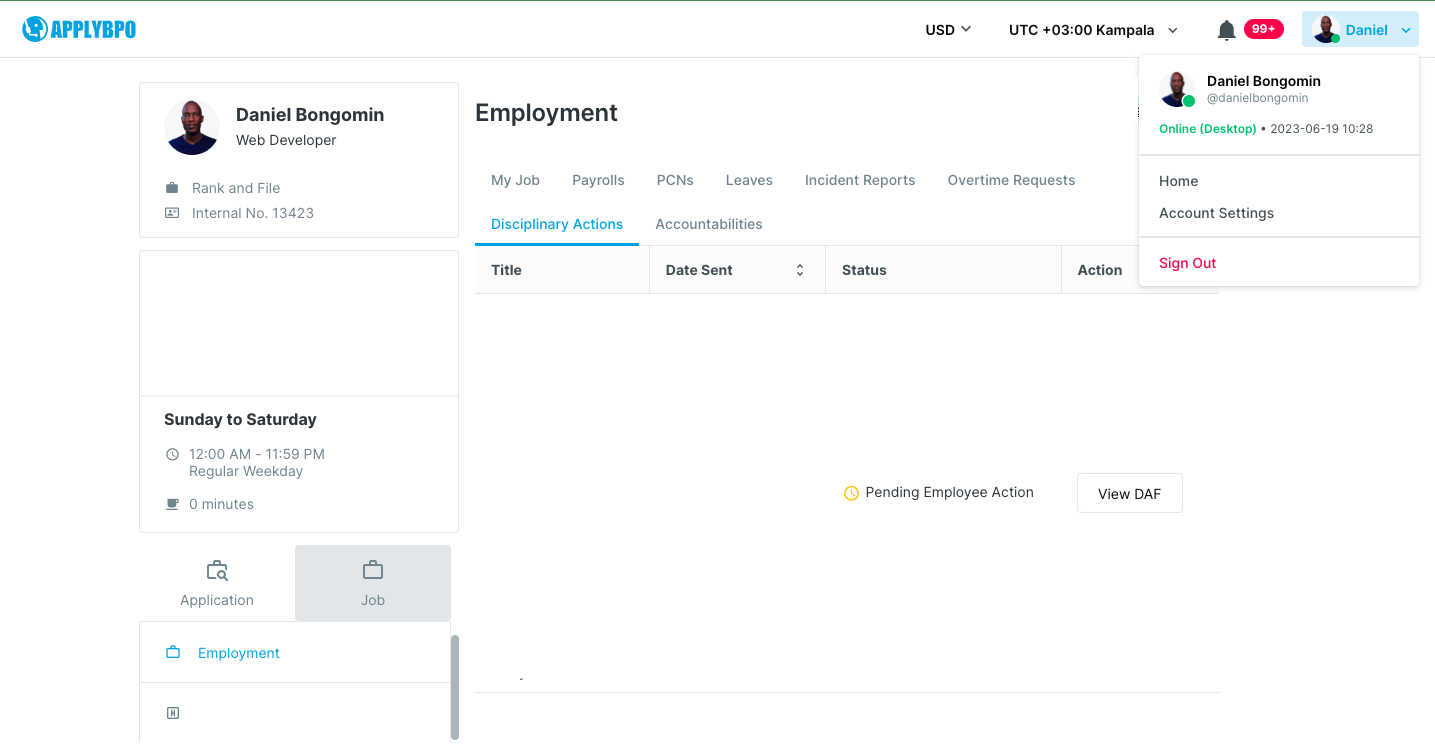 APPLYBPO
USD
UTC +03:00 Kampala
99+
Daniel
Daniel Bongomin
Web Developer
Rank and File
Internal No. 13423
Sunday to Saturday
12:00 AM - 11:59 PM
Regular Weekday
0 minutes
Application
Job
Employment
Employment
My Job
Payrolls
PCNs
Leaves
Incident Reports
Overtime Requests
Disciplinary Actions
Accountabilities
Title
Date Sent
Status
Action
Pending Employee Action
View DAF
Daniel Bongomin
@danielbongomin
Online (Desktop) • 2023-06-19 10:28
Home
Account Settings
Sign Out